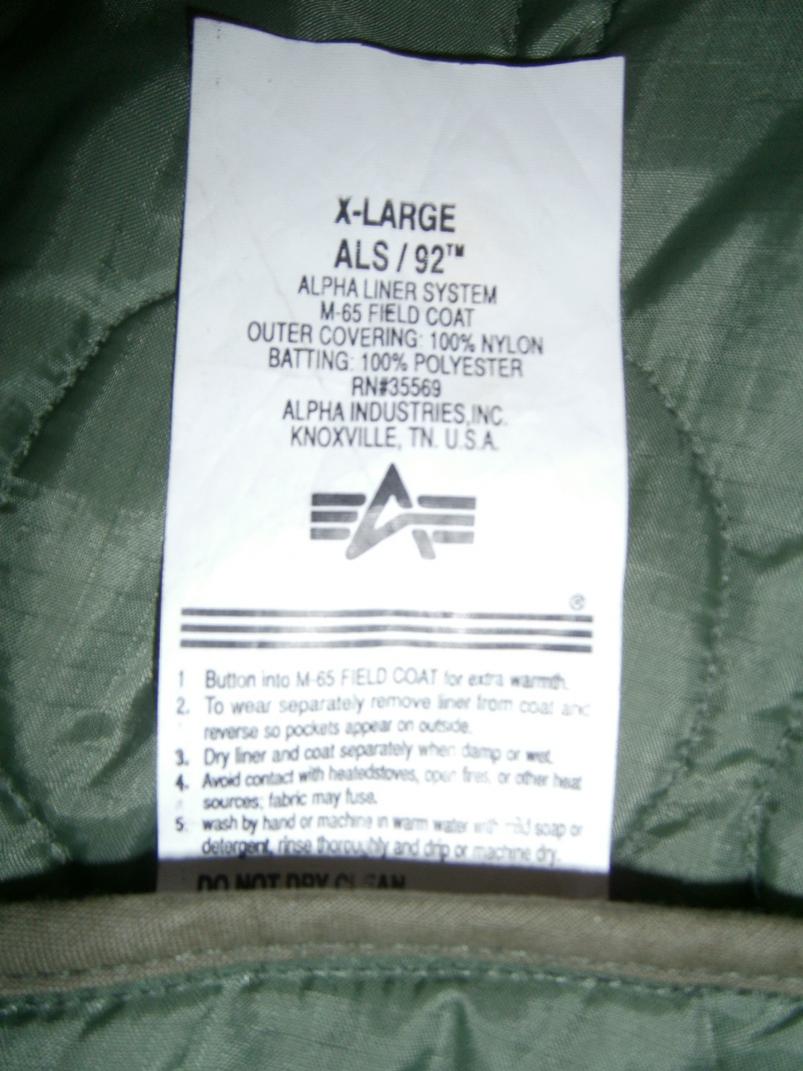 X-LARGE
ALS / 92™
ALPHA LINER SYSTEM
M-65 FIELD COAT
OUTER COVERING: 100% NYLON
BATTING: 100% POLYESTER
RN#35569
ALPHA INDUSTRIES, INC.
KNOXVILLE, TN. U.S.A.
®
1 Button into M-65 FIELD COAT for extra warmth.
2. To wear separately remove liner from coat and
reverse so pockets appear on outside.
3. Dry liner and coat separately when damp or wet.
4. Avoid contact with heatedstoves, open fires, or other heat
sources; fabric may fuse.
5. wash by hand or machine in warm water with mild soap or
detergent, rinse thoroughly and drip or machine dry.
DO NOT DRY CLEAN